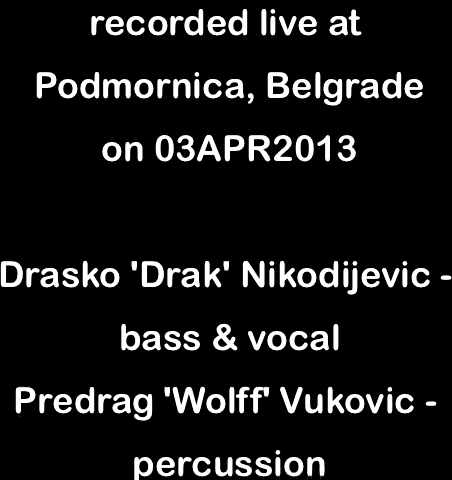 recorded live at
Podmornica, Belgrade
on 03APR2013
Drasko 'Drak' Nikodijevic -
bass & vocal
Predrag 'Wolff' Vukovic -
percussion